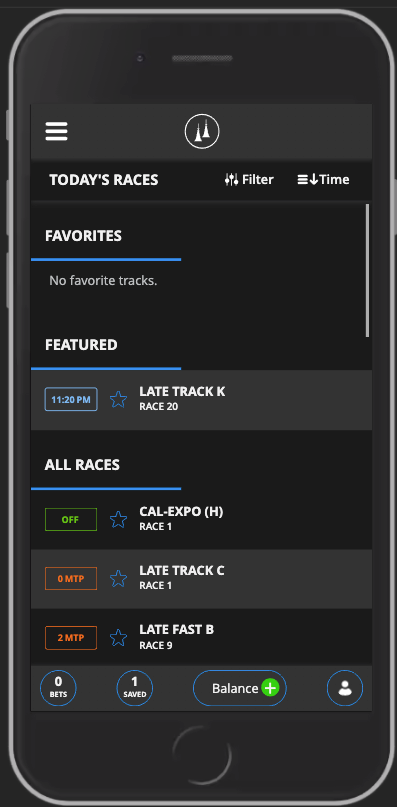 TODAY'S RACES
Filter
Time
FAVORITES
No favorite tracks.
FEATURED
11:20 PM
LATE TRACK K
RACE 20
ALL RACES
OFF
CAL-EXPO (H)
RACE 1
0 MTP
LATE TRACK C
RACE 1
2 MTP
LATE FAST B
RACE 9
0
BETS
1
SAVED
Balance